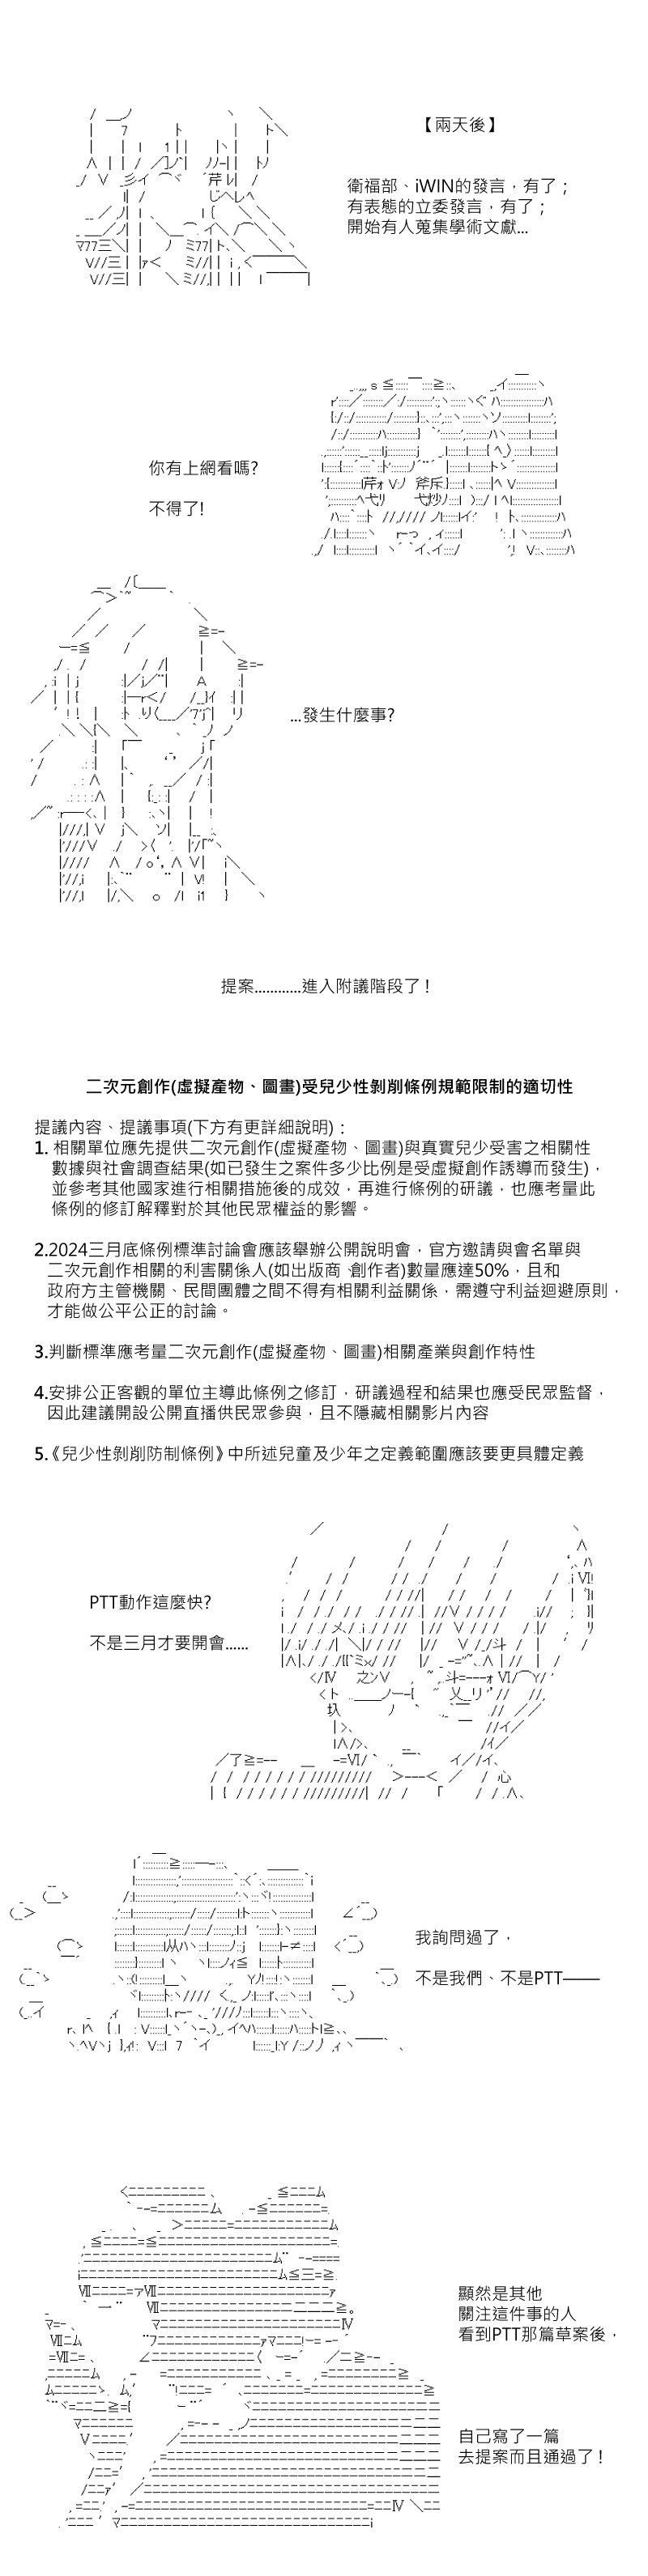 【兩天後】
衛福部、iWIN的發言，有了；
有表態的立委發言，有了；
開始有人蒐集學術文獻...
你有上網看嗎?
不得了!
...發生什麼事?
提案............進入附議階段了！
二次元創作(虛擬產物、圖畫)受兒少性剝削條例規範限制的適切性
提議內容、提議事項(下方有更詳細說明)：
1. 相關單位應先提供二次元創作(虛擬產物、圖畫)與真實兒少受害之相關性
數據與社會調查結果(如已發生之案件多少比例是受虛擬創作誘導而發生)，
並參考其他國家進行相關措施後的成效，再進行條例的研議，也應考量此
條例的修訂解釋對於其他民眾權益的影響。
2.2024三月底條例標準討論會應該舉辦公開說明會，官方邀請與會名單與
二次元創作相關的利害關係人(如出版商、創作者)數量應達50%，且和
政府方主管機關、民間團體之間不得有相關利益關係，需遵守利益迴避原則，
才能做公平公正的討論。
3.判斷標準應考量二次元創作(虛擬產物、圖畫)相關產業與創作特性
4.安排公正客觀的單位主導此條例之修訂，研議過程和結果也應受民眾監督，
因此建議開設公開直播供民眾參與，且不隱藏相關影片內容
5.《兒少性剝削防制條例》中所述兒童及少年之定義範圍應該要更具體定義
PTT動作這麼快?
不是三月才要開會......
我詢問過了，
不是我們、不是PTT——
顯然是其他
關注這件事的人
看到PTT那篇草案後，
自己寫了一篇
去提案而且通過了！